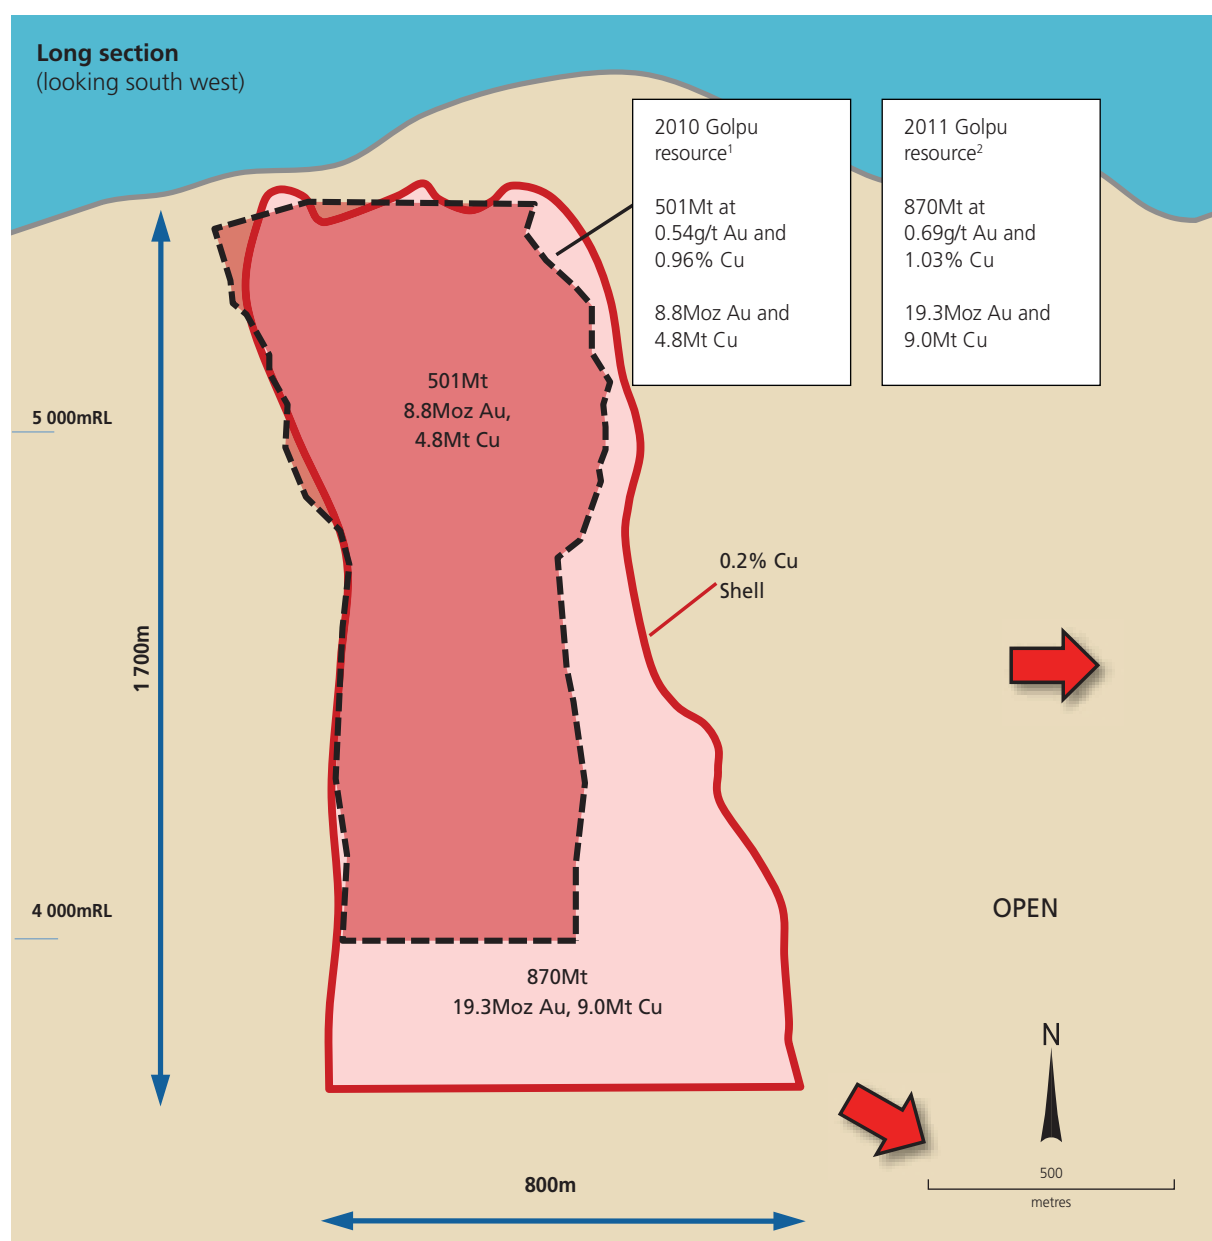 Long section
(looking south west)
2010 Golpu
resource1
501Mt at
0.54g/t Au and
0.96% Cu
8.8Moz Au and
4.8Mt Cu
2011 Golpu
resource2
870Mt at
0.69g/t Au and
1.03% Cu
19.3Moz Au and
9.0Mt Cu
501Mt
8.8Moz Au,
4.8Mt Cu
5 000mRL
0.2% Cu
Shell
1 700m
4 000mRL
OPEN
870Mt
19.3Moz Au, 9.0Mt Cu
N
500
metres
800m